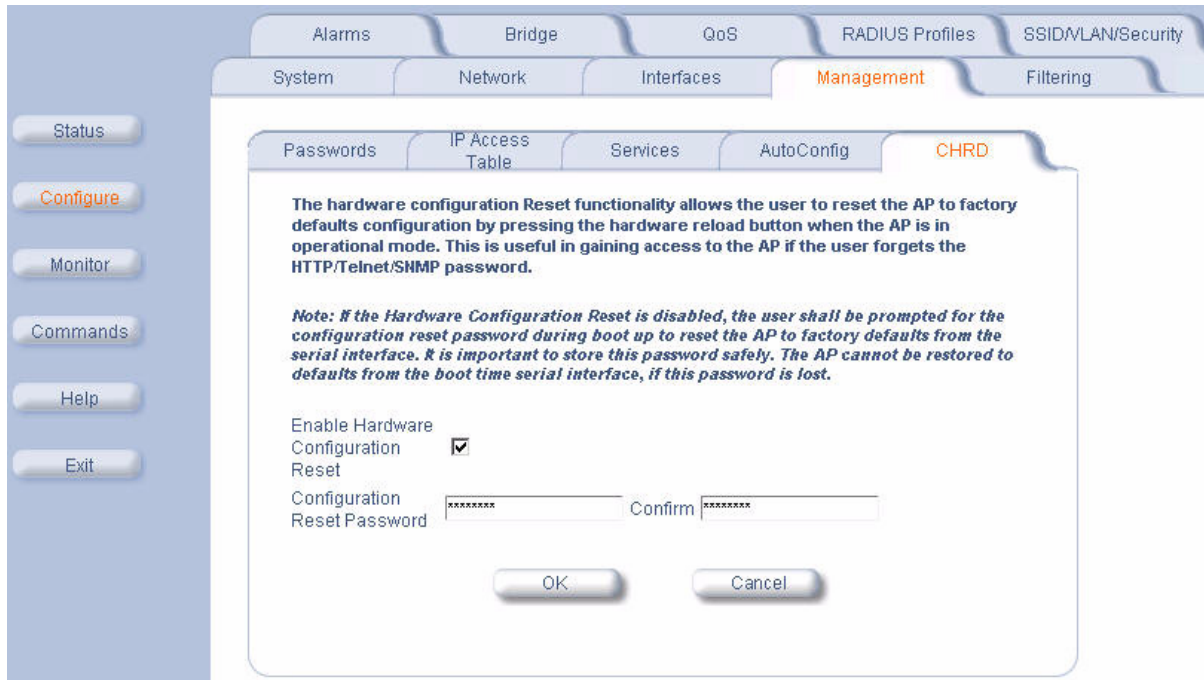 Alarms
Bridge
QoS
RADIUS Profiles
SSID/VLAN/Security
System
Network
Interfaces
Management
Filtering
Status
Configure
Monitor
Commands
Help
Exit
Passwords
IP Access
Table
Services
AutoConfig
CHRD
The hardware configuration Reset functionality allows the user to reset the AP to factory
defaults configuration by pressing the hardware reload button when the AP is in
operational mode. This is useful in gaining access to the AP if the user forgets the
HTTP/Telnet/SNMP password.
Note: If the Hardware Configuration Reset is disabled, the user shall be prompted for the
configuration reset password during boot up to reset the AP to factory defaults from the
serial interface. It is important to store this password safely. The AP cannot be restored to
defaults from the boot time serial interface, if this password is lost.
Enable Hardware
Configuration
Reset
Configuration
Reset Password
********
Confirm
********
OK
Cancel